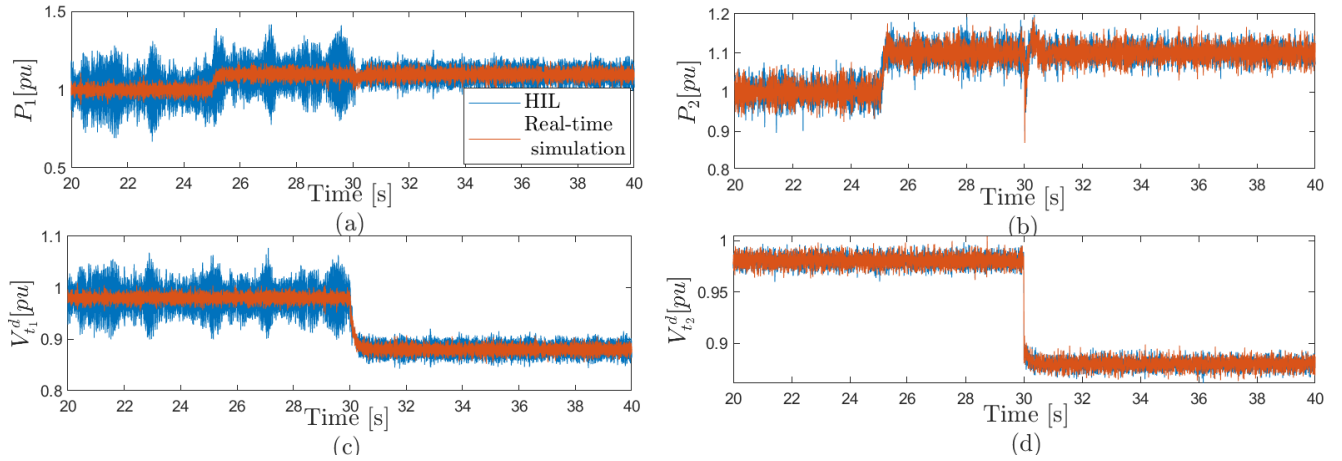 1.5
1
0.5
P₁[pu]
HIL
Real-time
simulation
20 22 24 26 28 30 32 34 36 38 40
Time [s]
(a)
1.2
1.1
1
0.9
0.8
P₂[pu]
20 22 24 26 28 30 32 34 36 38 40
Time [s]
(b)
1.1
1
0.9
0.8
V_{t₁}^d[pu]
20 22 24 26 28 30 32 34 36 38 40
Time [s]
(c)
1
0.95
0.9
V_{t₂}^d[pu]
20 22 24 26 28 30 32 34 36 38 40
Time [s]
(d)